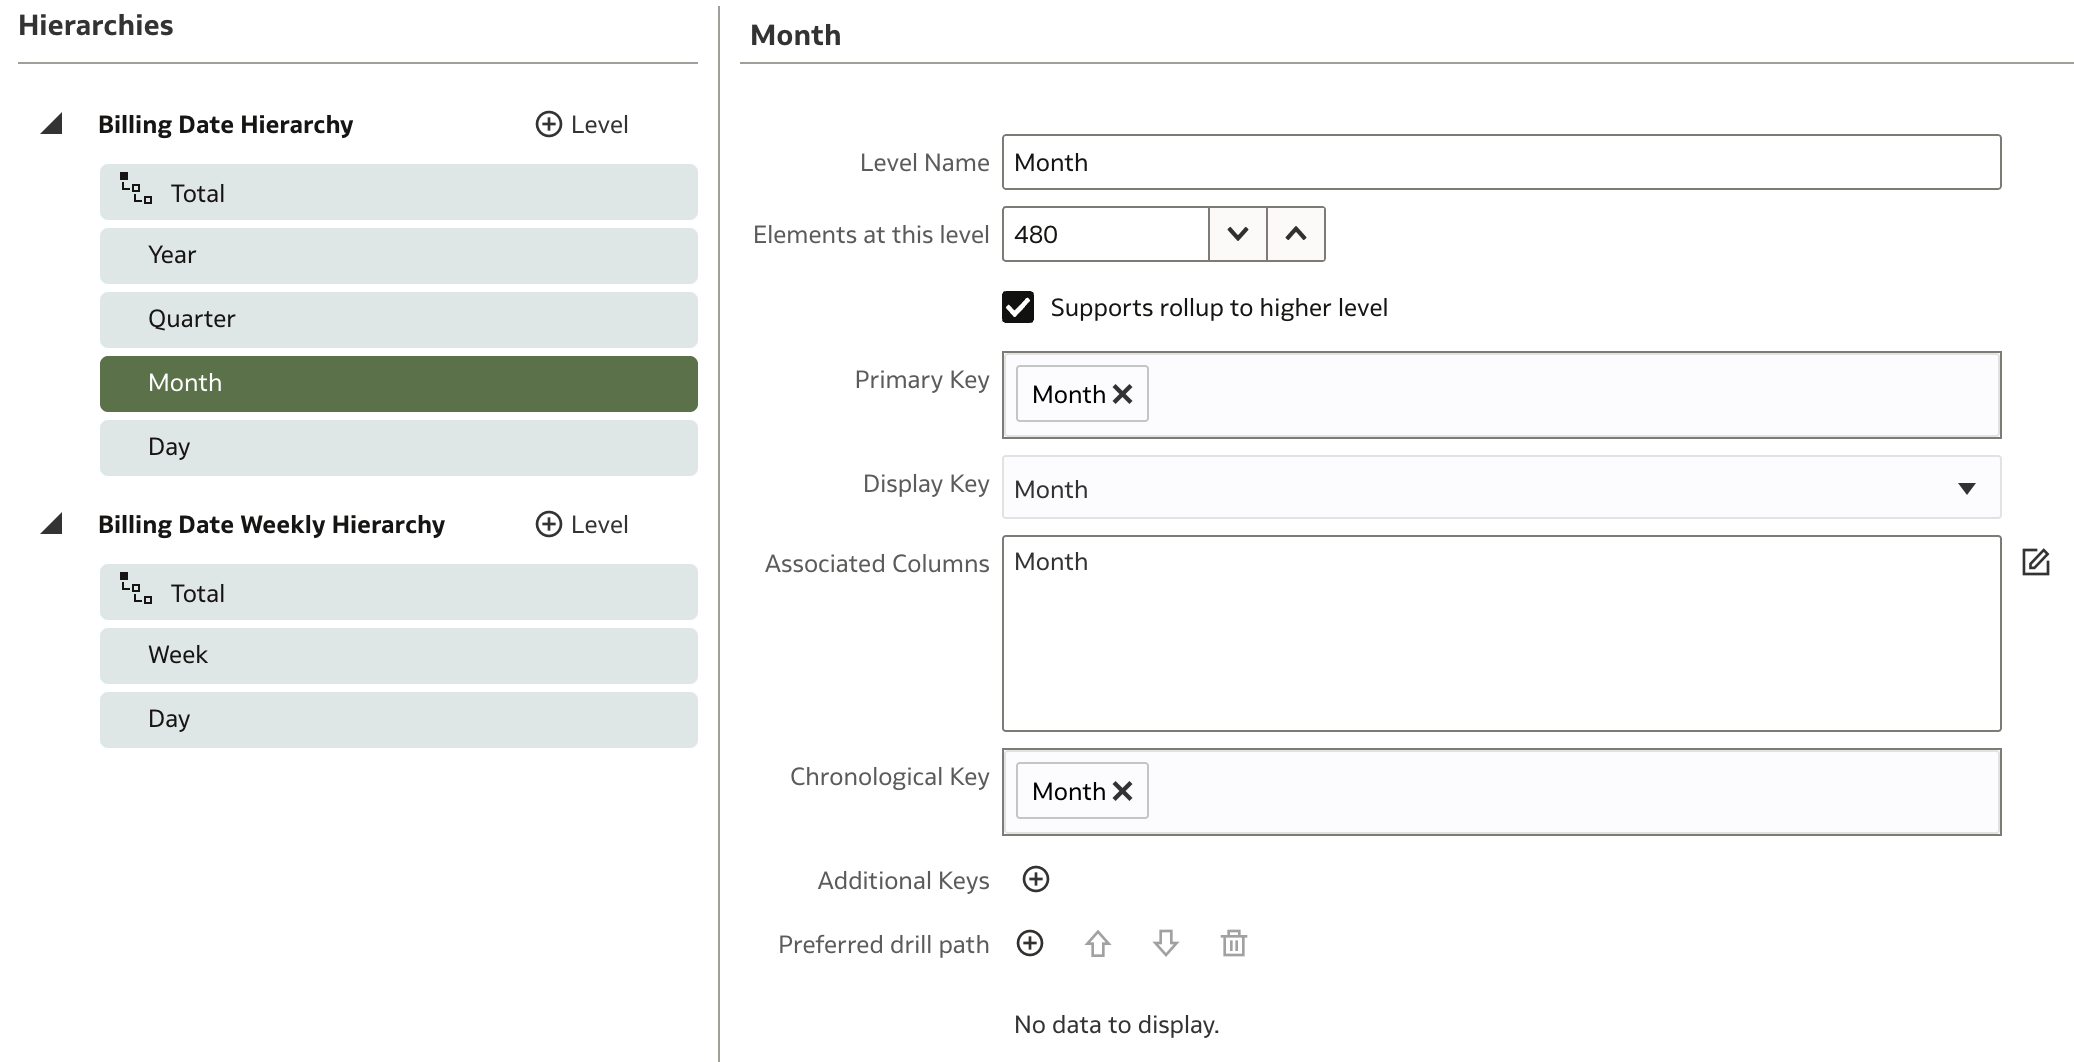 Hierarchies
Billing Date Hierarchy
Level
Total
Year
Quarter
Month
Day
Billing Date Weekly Hierarchy
Level
Total
Week
Day
Month
Level Name
Month
Elements at this level
480
Supports rollup to higher level
Primary Key
Month
Display Key
Month
Associated Columns
Month
Chronological Key
Month
Additional Keys
Preferred drill path
No data to display.